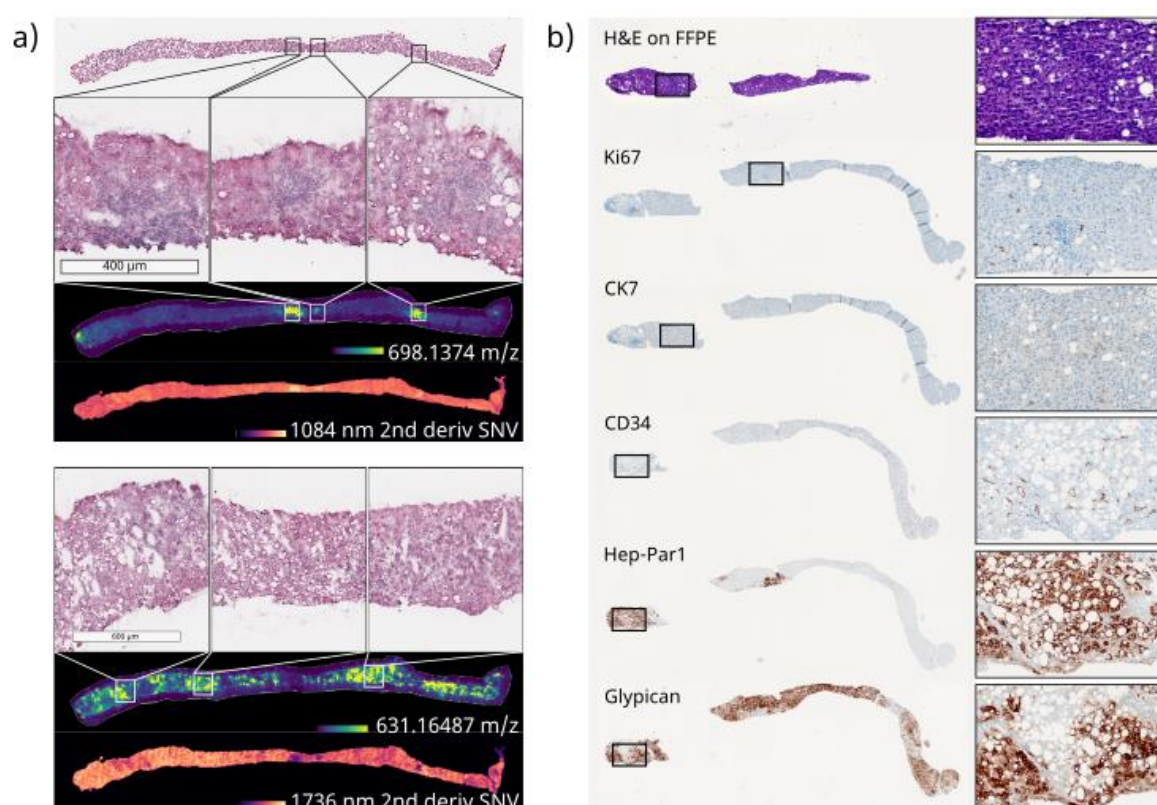 a)
400 µm
698.1374 m/z
1084 nm 2nd deriv SNV
600 µm
631.16487 m/z
1736 nm 2nd deriv SNV
b)
H&E on FFPE
Ki67
CK7
CD34
Hep-Par1
Glypican